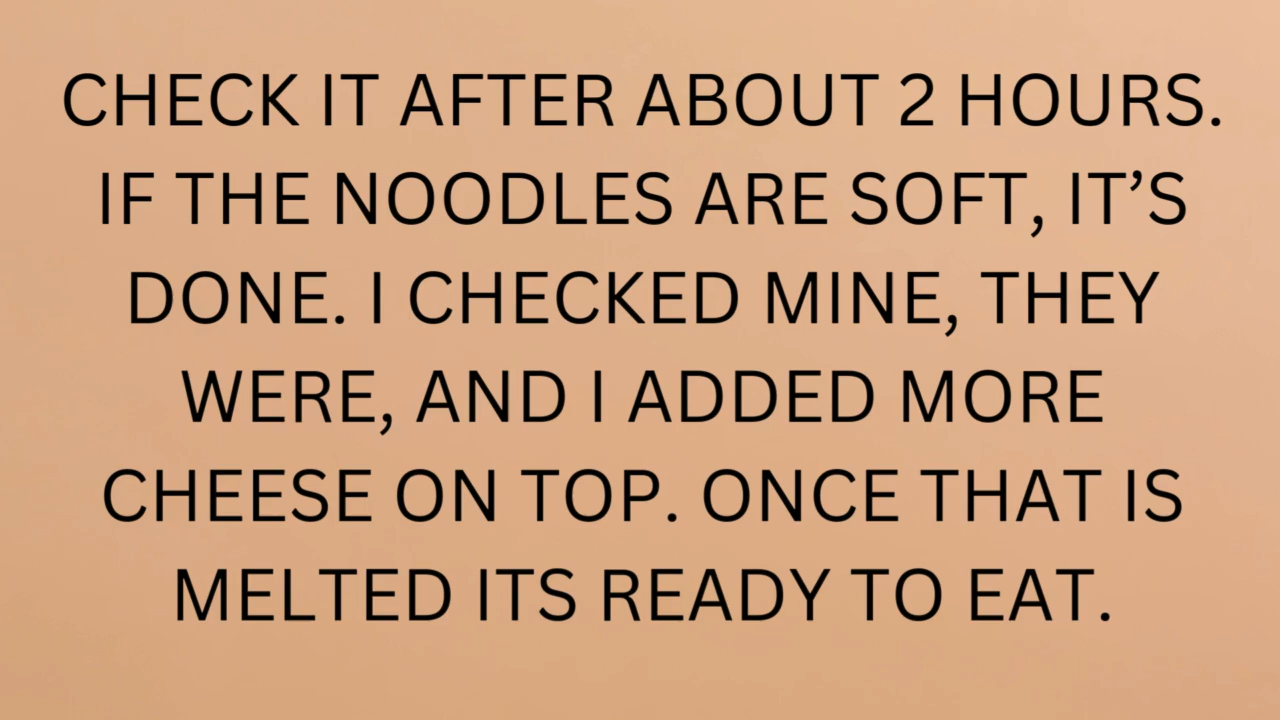 CHECK IT AFTER ABOUT 2 HOURS.
IF THE NOODLES ARE SOFT, IT’S
DONE. I CHECKED MINE, THEY
WERE, AND I ADDED MORE
CHEESE ON TOP. ONCE THAT IS
MELTED ITS READY TO EAT.